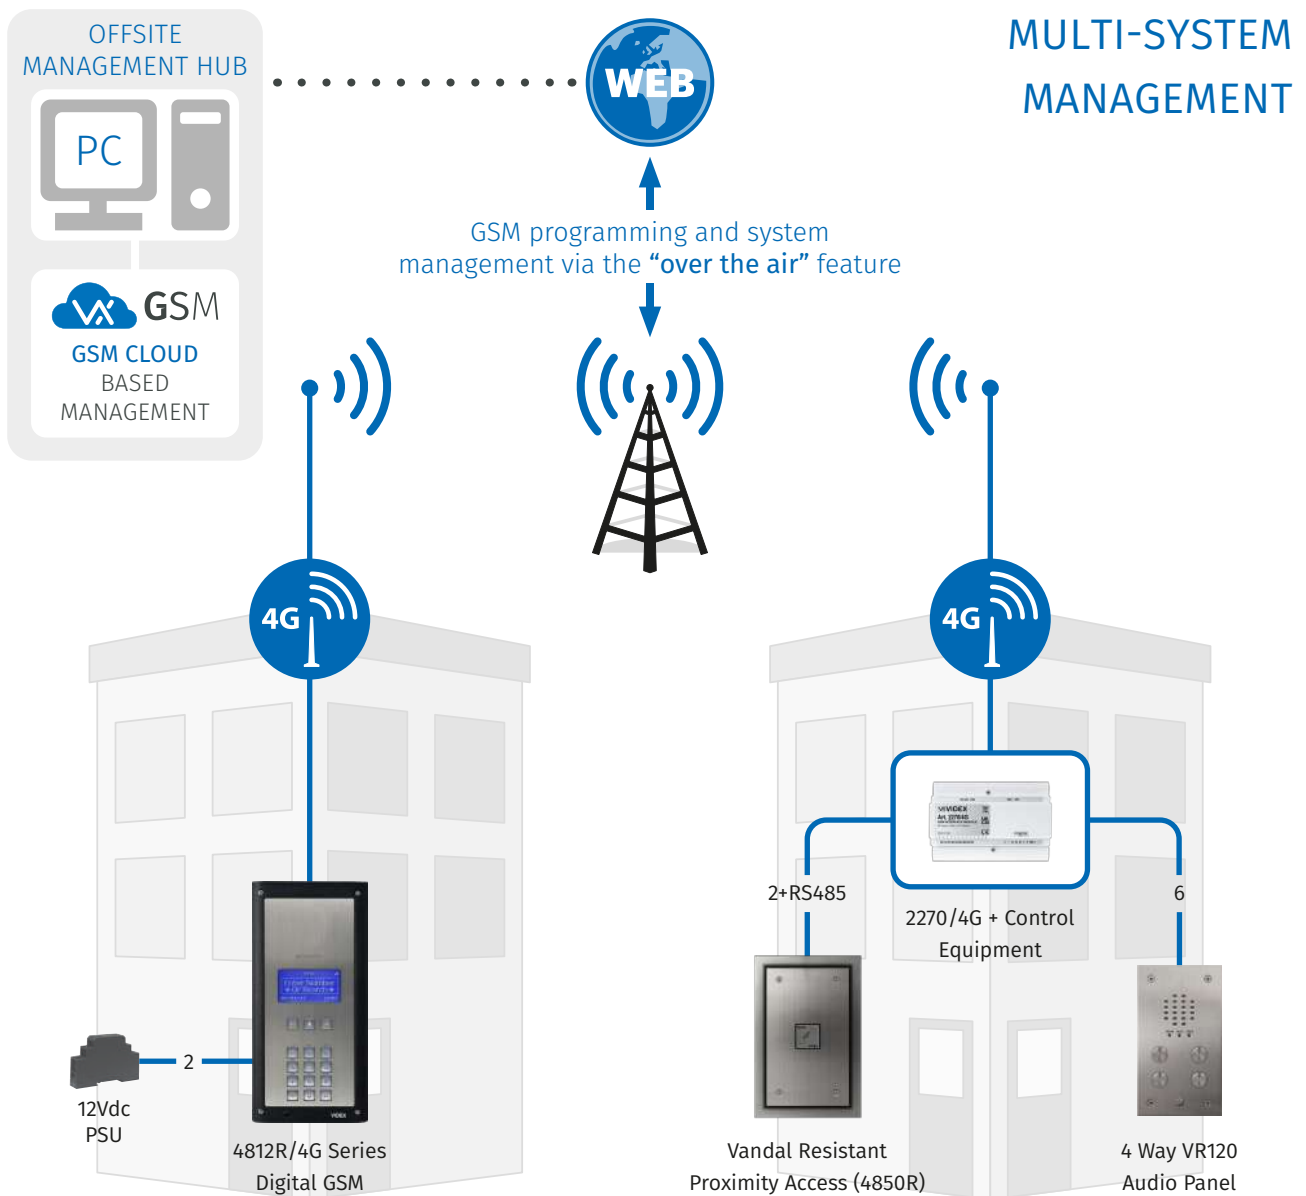 OFFSITE
MANAGEMENT HUB
PC
GSM
GSM CLOUD
BASED
MANAGEMENT
WEB
MULTI-SYSTEM
MANAGEMENT
GSM programming and system
management via the “over the air” feature
4G
4G
VIDEX
2270/4G + Control
Equipment
2+RS485
6
2
12Vdc
PSU
VIDEX
4812R/4G Series
Digital GSM
Vandal Resistant
Proximity Access (4850R)
4 Way VR120
Audio Panel